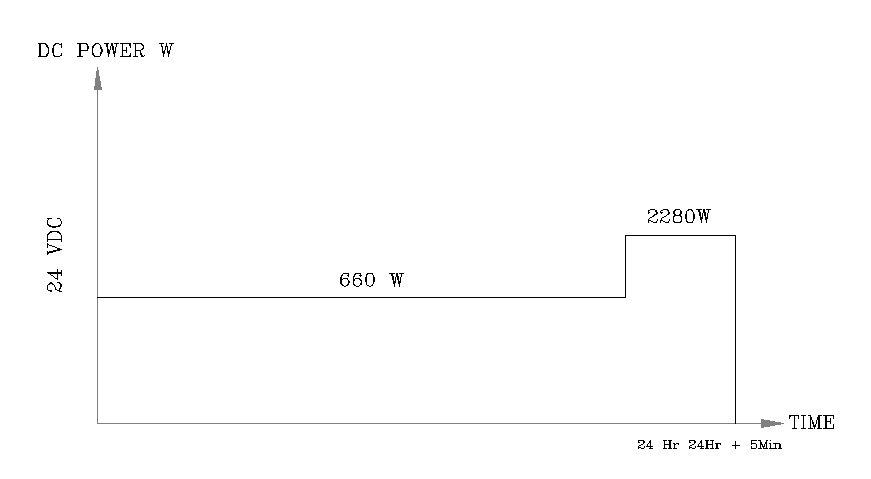 DC POWER W
2280W
24 VDC
660 W
TIME
24 Hr 24Hr + 5Min